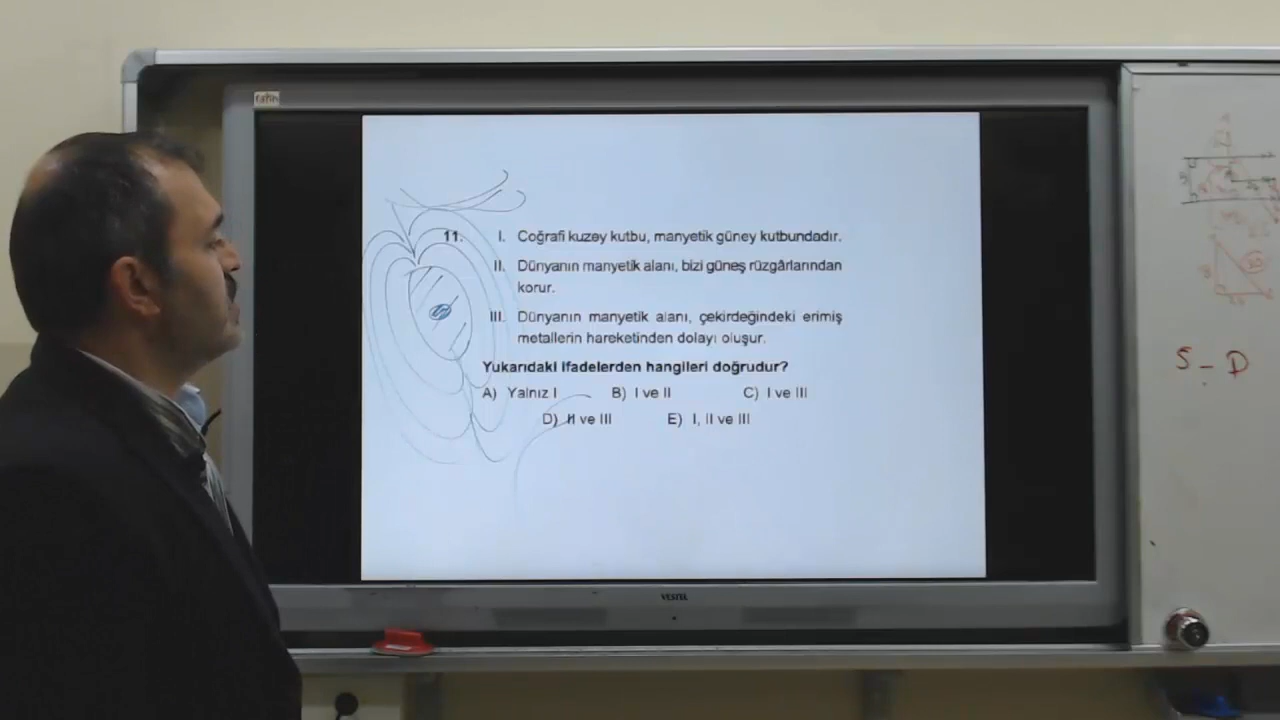 11. I. Coğrafi kuzey kutbu, manyetik güney kutbundadır.
II. Dünyanın manyetik alanı, bizi güneş rüzgârlarından
korur.
III. Dünyanın manyetik alanı, çekirdeğindeki erimiş
metallerin hareketinden dolayı oluşur.
Yukarıdaki ifadelerden hangileri doğrudur?
A) Yalnız I B) I ve II C) I ve III
D) II ve III E) I, II ve III
VESTEL
S - D